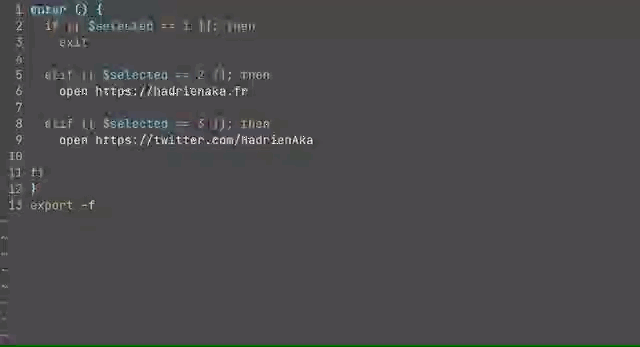 1 enter () {
2 if [[ $selected == 1 ]]; then
3 exit
4
5 elif [[ $selected == 2 ]]; then
6 open https://hadrienaka.fr
7
8 elif [[ $selected == 3 ]]; then
9 open https://twitter.com/HadrienAka
10
11 fi
12 }
13 export -f